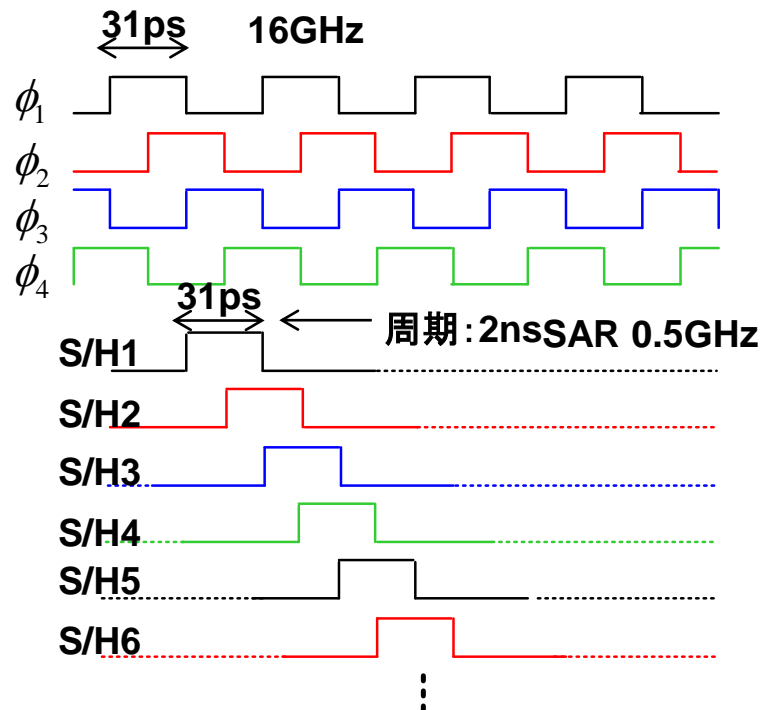 31ps 16GHz
ϕ1
ϕ2
ϕ3
ϕ4
31ps
周期:2nsSAR 0.5GHz
S/H1
S/H2
S/H3
S/H4
S/H5
S/H6